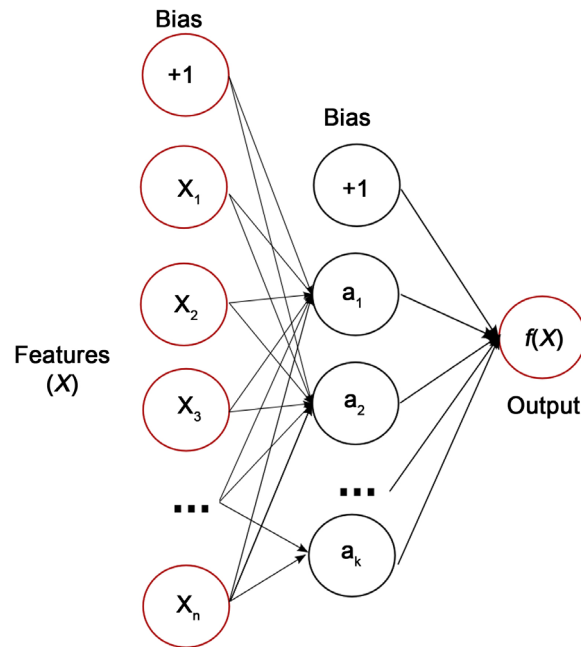 Bias
+1
Bias
X₁
+1
a₁
X₂
f(X)
Features
(X)
X₃
a₂
Output
...
...
aₖ
Xₙ